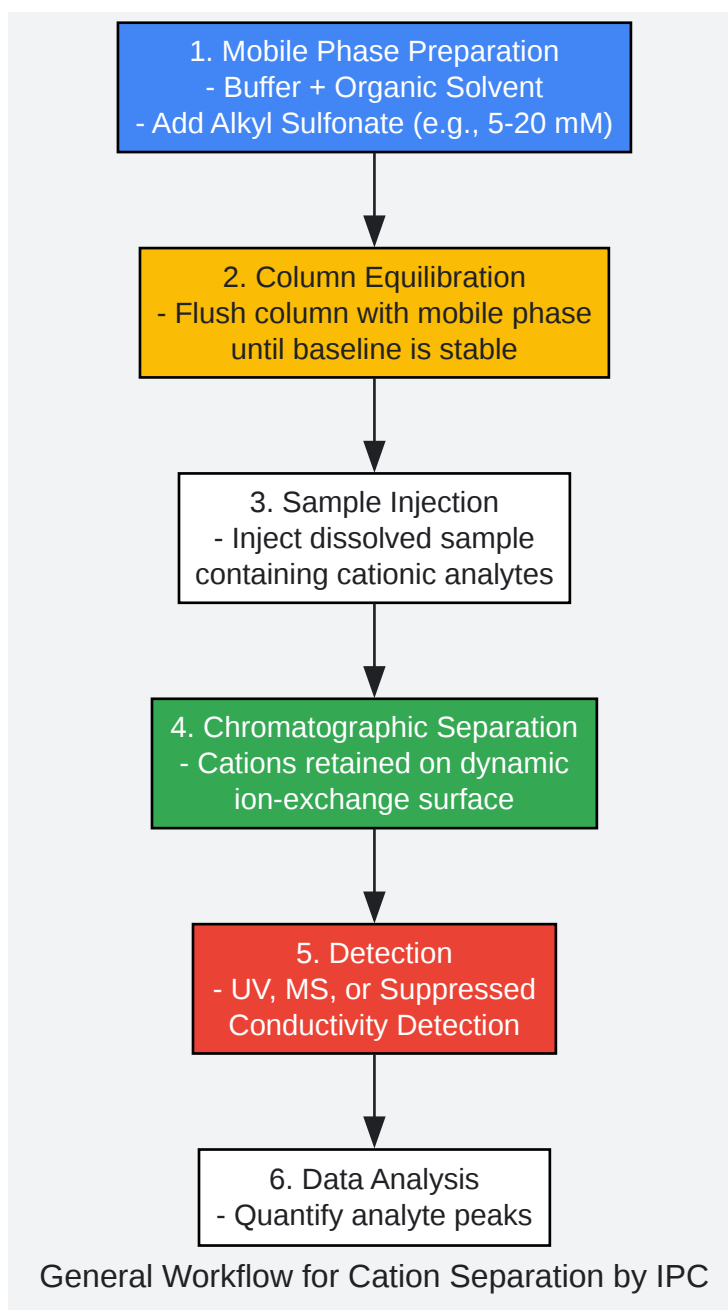 1. Mobile Phase Preparation
- Buffer + Organic Solvent
- Add Alkyl Sulfonate (e.g., 5-20 mM)
2. Column Equilibration
- Flush column with mobile phase
until baseline is stable
3. Sample Injection
- Inject dissolved sample
containing cationic analytes
4. Chromatographic Separation
- Cations retained on dynamic
ion-exchange surface
5. Detection
- UV, MS, or Suppressed
Conductivity Detection
6. Data Analysis
- Quantify analyte peaks
General Workflow for Cation Separation by IPC